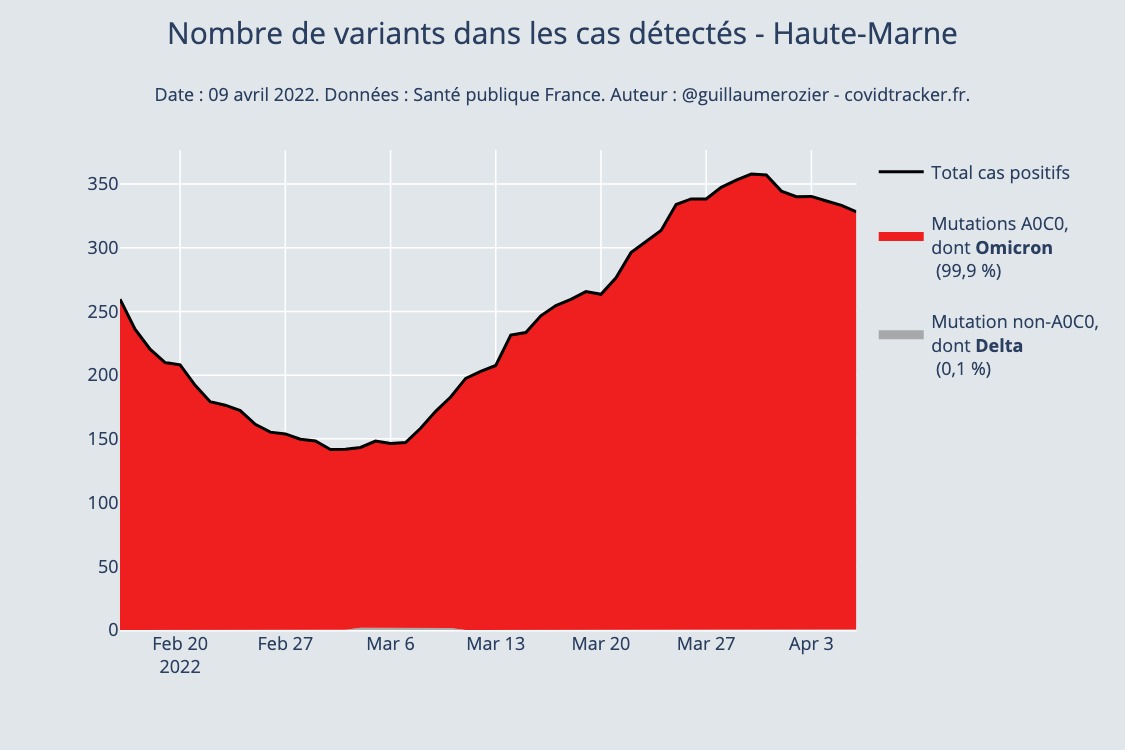 Nombre de variants dans les cas détectés - Haute-Marne
Date : 09 avril 2022. Données : Santé publique France. Auteur : @guillaumerozier - covidtracker.fr.
350
300
250
200
150
100
50
0
Feb 20
2022
Feb 27
Mar 6
Mar 13
Mar 20
Mar 27
Apr 3
Total cas positifs
Mutations A0C0,
dont Omicron
(99,9 %)
Mutation non-A0C0,
dont Delta
(0,1 %)